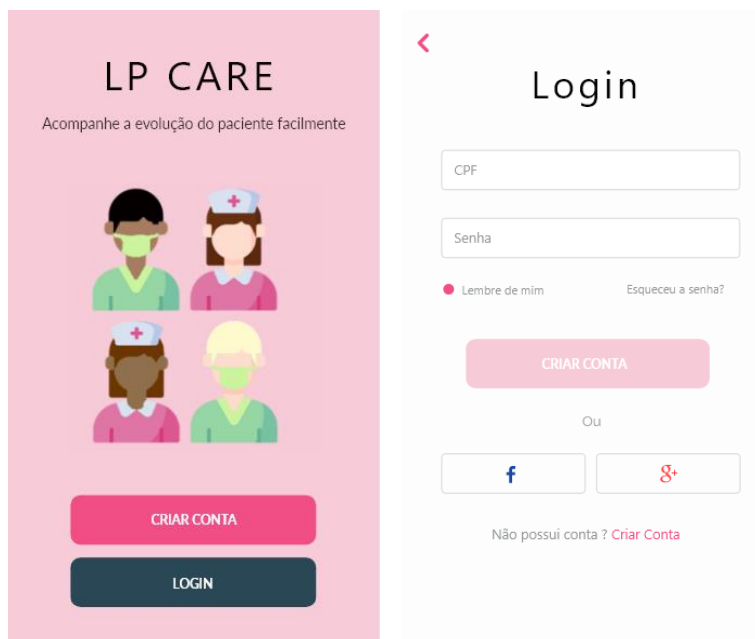 LP CARE
Acompanhe a evolução do paciente facilmente
CRIAR CONTA
LOGIN
Login
CPF
Senha
Lembre de mim
Esqueceu a senha?
CRIAR CONTA
Ou
f
g+
Não possui conta ? Criar Conta